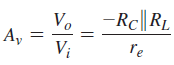 A_v = V_o / V_i = −R_C‖R_L / r_e